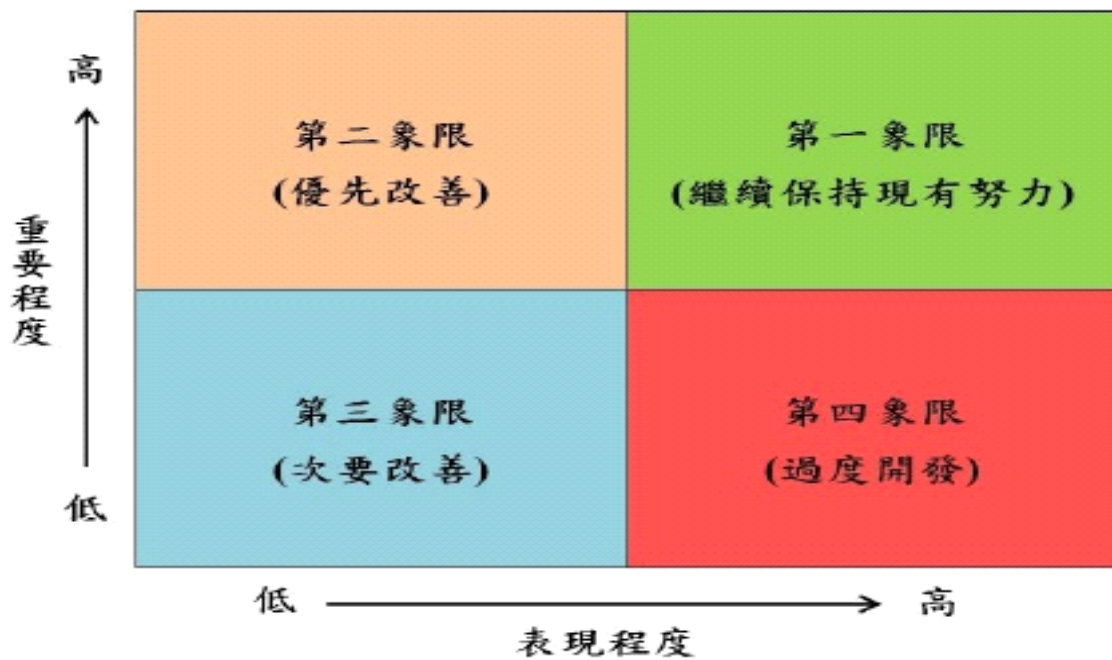 高
重要程度
低
第二象限
(優先改善)
第一象限
(繼續保持現有努力)
第三象限
(次要改善)
第四象限
(過度開發)
低
高
表現程度